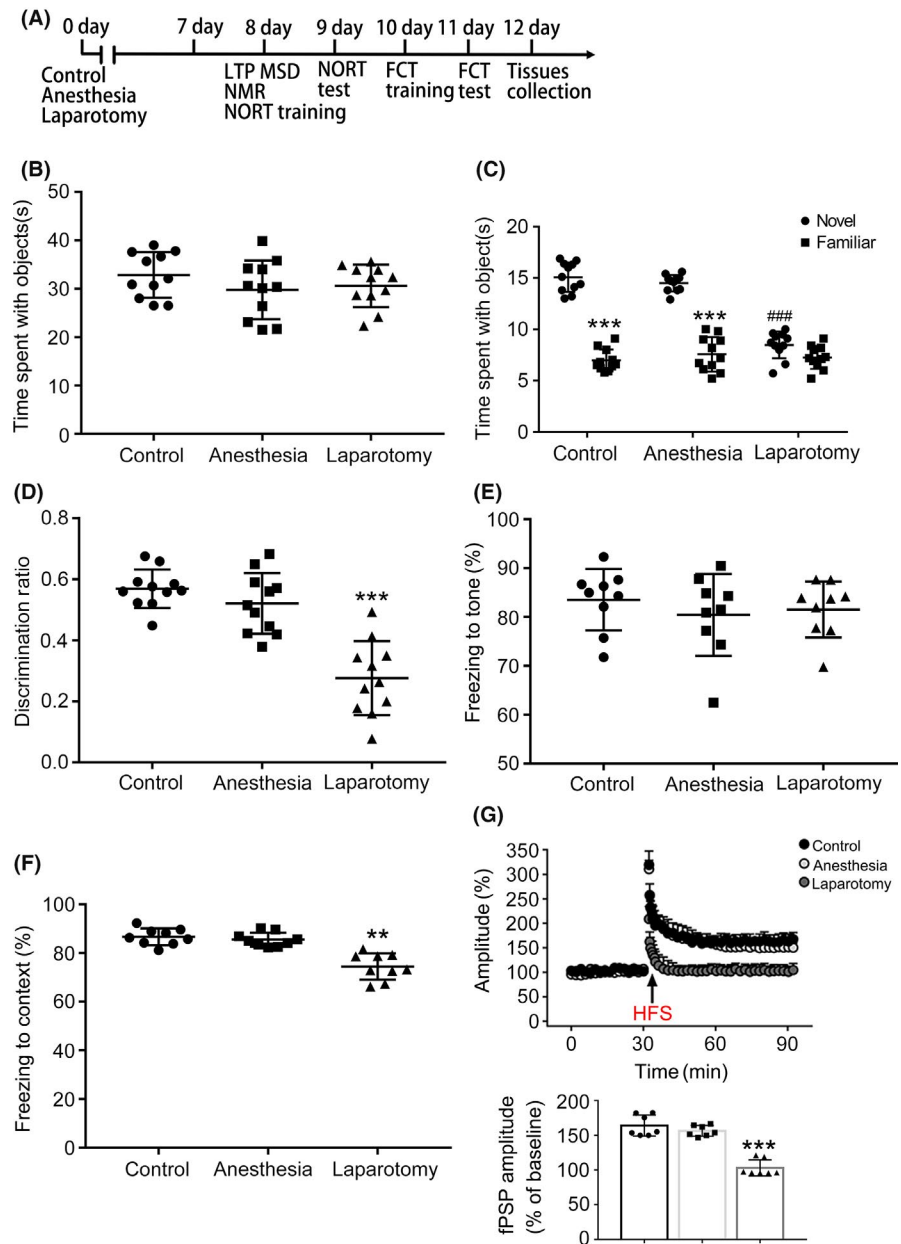 (A)
0 day 7 day 8 day 9 day 10 day 11 day 12 day
Control
Anesthesia
Laparotomy
LTP MSD
NMR
NORT training
NORT
test
FCT
training
FCT
test
Tissues
collection
(B)
Time spent with objects(s)
50
40
30
20
10
0
Control Anesthesia Laparotomy
(C)
Time spent with object(s)
20
15
10
5
0
Novel
Familiar
***
***
###
Control Anesthesia Laparotomy
(D)
Discrimination ratio
0.8
0.6
0.4
0.2
0.0
***
Control Anesthesia Laparotomy
(E)
Freezing to tone (%)
100
90
80
70
60
50
Control Anesthesia Laparotomy
(F)
Freezing to context (%)
100
80
60
40
20
0
**
Control Anesthesia Laparotomy
(G)
Amplitude (%)
350
300
250
200
150
100
50
0
Control
Anesthesia
Laparotomy
HFS
0 30 60 90
Time (min)
fPSP amplitude
(% of baseline)
200
150
100
50
0
***